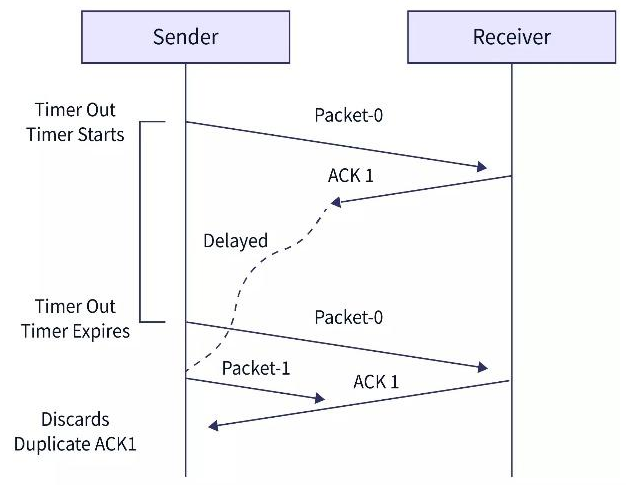 Sender
Receiver
Timer Out
Timer Starts
Packet-0
ACK 1
Delayed
Timer Out
Timer Expires
Packet-0
Packet-1
ACK 1
Discards
Duplicate ACK1